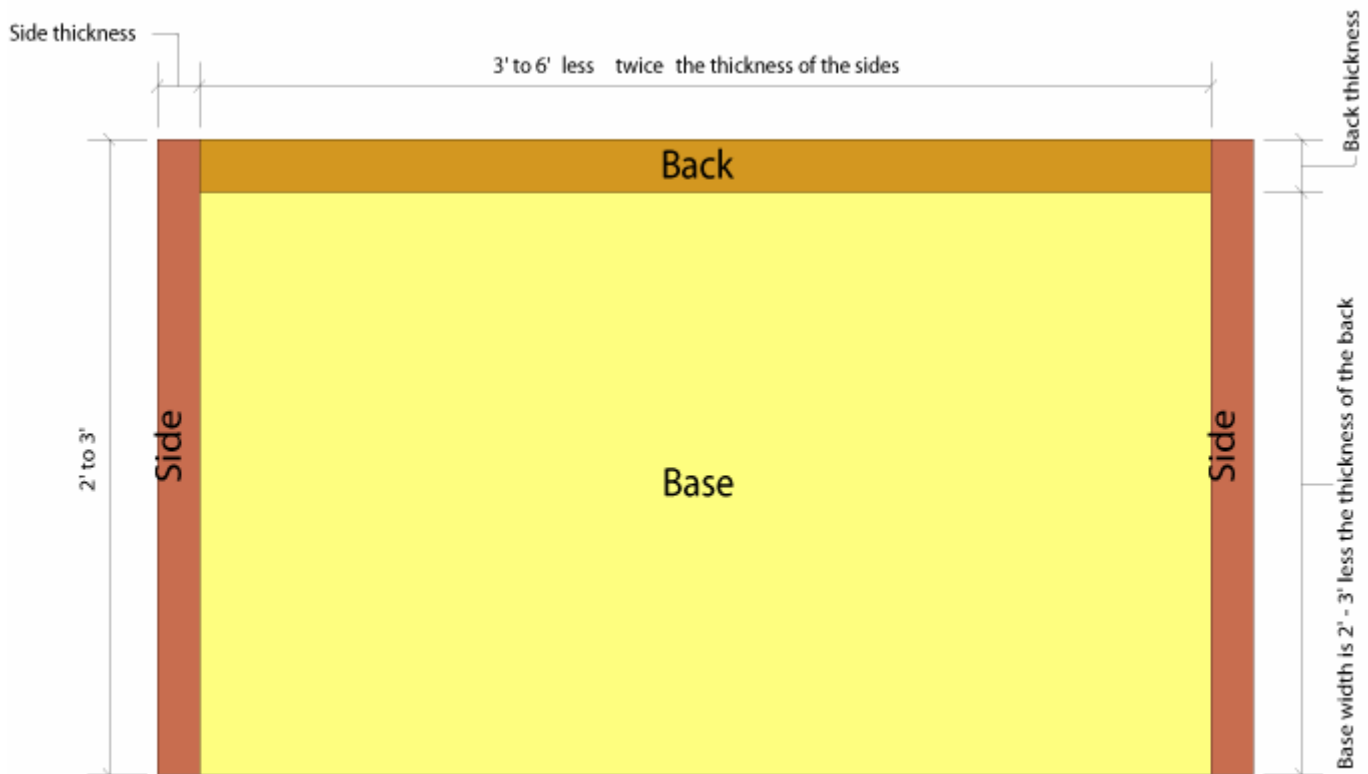 Side thickness
3' to 6' less twice the thickness of the sides
Back thickness
Back
2' to 3'
Side
Base
Side
Base width is 2' - 3' less the thickness of the back